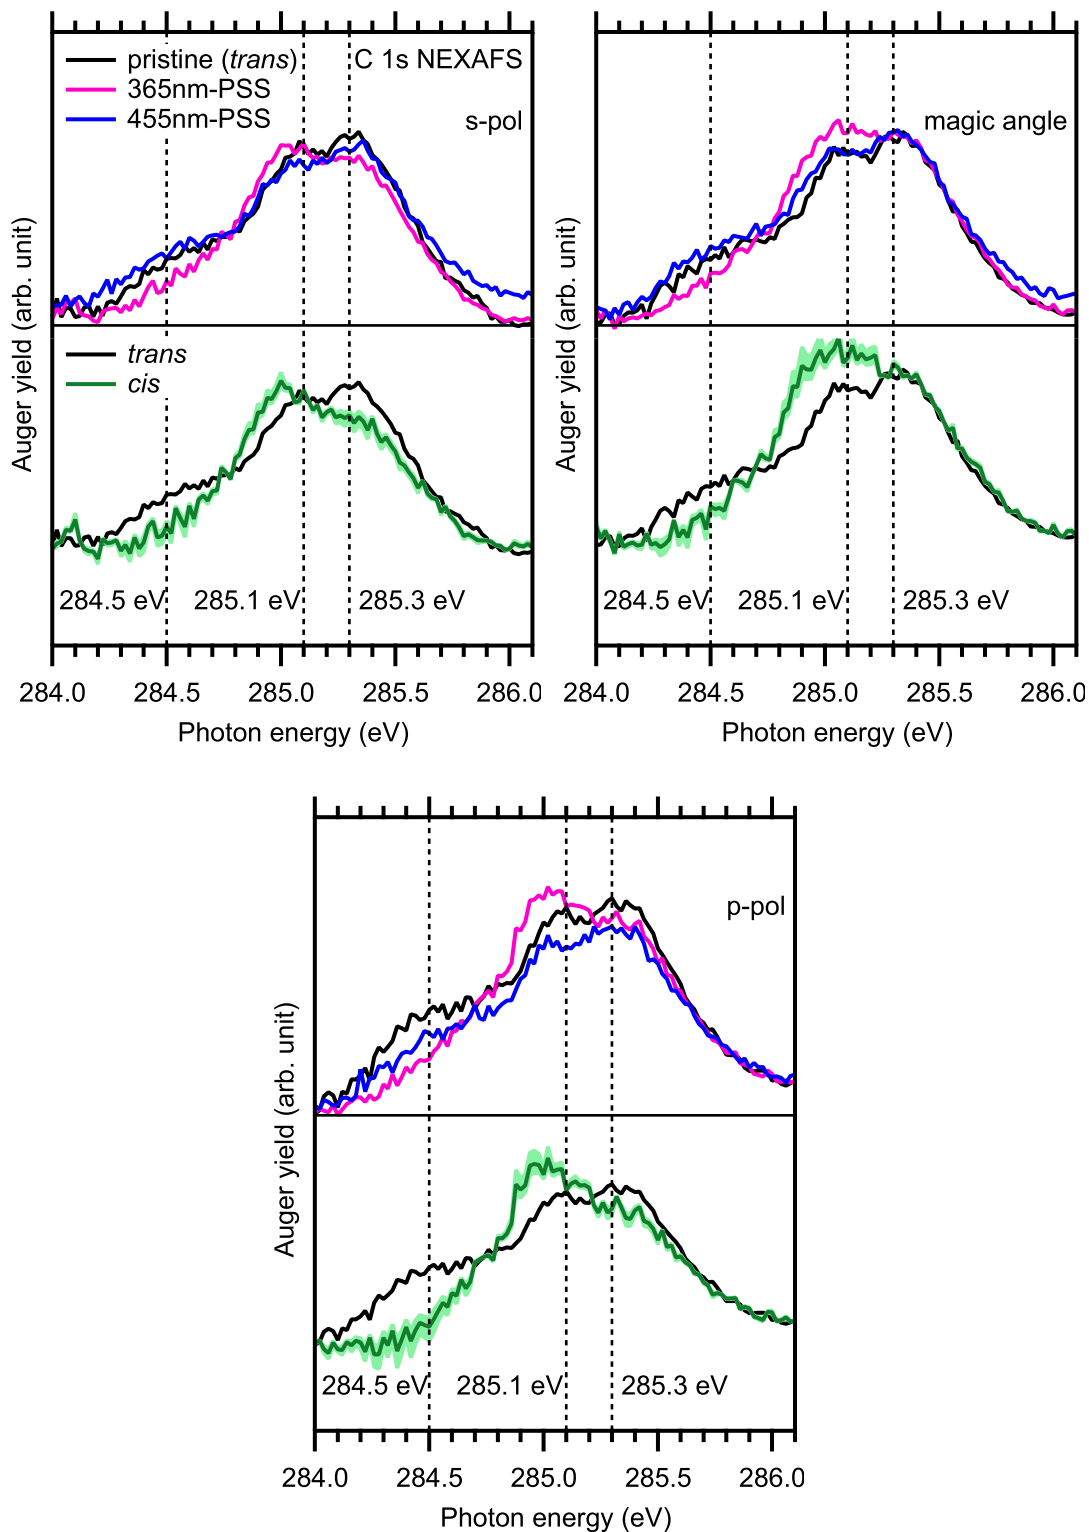 pristine (trans)
C 1s NEXAFS
365nm-PSS
455nm-PSS
s-pol
trans
cis
284.5 eV
285.1 eV
285.3 eV
Auger yield (arb. unit)
284.0
284.5
285.0
285.5
286.0
Photon energy (eV)
magic angle
284.5 eV
285.1 eV
285.3 eV
Auger yield (arb. unit)
284.0
284.5
285.0
285.5
286.0
Photon energy (eV)
p-pol
284.5 eV
285.1 eV
285.3 eV
Auger yield (arb. unit)
284.0
284.5
285.0
285.5
286.0
Photon energy (eV)